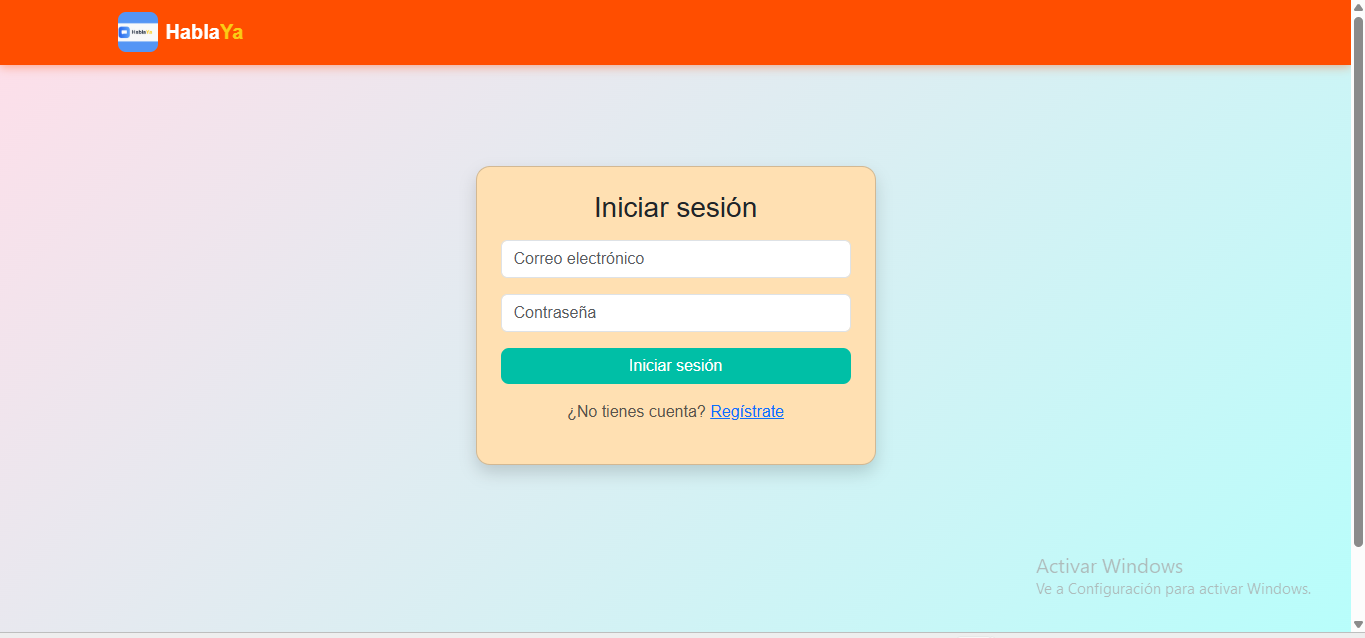 HablaYa
HablaYa
Iniciar sesión
Correo electrónico
Contraseña
Iniciar sesión
¿No tienes cuenta? Regístrate
Activar Windows
Ve a Configuración para activar Windows.